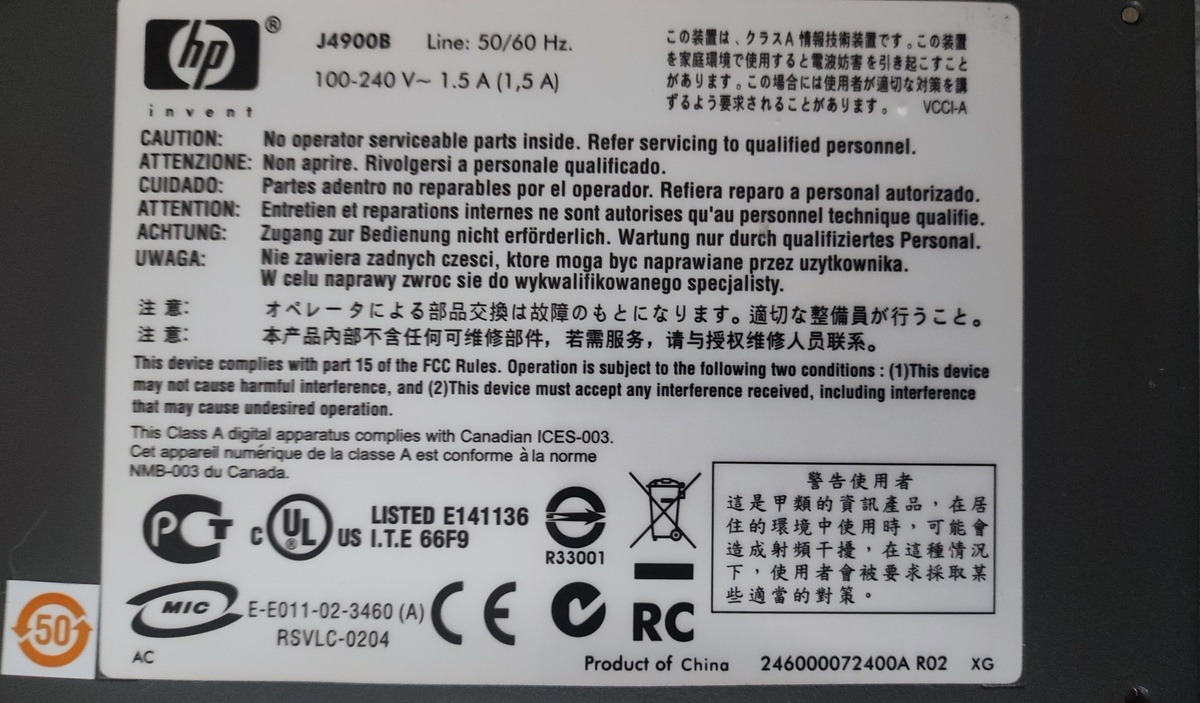 hp ®
invent
J4900B Line: 50/60 Hz.
100-240 V~ 1.5 A (1,5 A)
この装置は、クラスA 情報技術装置です。この装置
を家庭環境で使用すると電波妨害を引き起こすこと
があります。この場合には使用者が適切な対策を講
ずるよう要求されることがあります。 VCCI-A
CAUTION: No operator serviceable parts inside. Refer servicing to qualified personnel.
ATTENZIONE: Non aprire. Rivolgersi a personale qualificado.
CUIDADO: Partes adentro no reparables por el operador. Refiera reparo a personal autorizado.
ATTENTION: Entretien et reparations internes ne sont autorises qu'au personnel technique qualifie.
ACHTUNG: Zugang zur Bedienung nicht erförderlich. Wartung nur durch qualifiziertes Personal.
UWAGA: Nie zawiera zadnych czesci, ktore moga byc naprawiane przez uzytkownika.
W celu naprawy zwroc sie do wykwalifikowanego specjalisty.
注意: オペレータによる部品交換は故障のもとになります。適切な整備員が行うこと。
注意: 本产品内部不含任何可维修部件，若需服务，请与授权维修人员联系。
This device complies with part 15 of the FCC Rules. Operation is subject to the following two conditions : (1)This device
may not cause harmful interference, and (2)This device must accept any interference received, including interference
that may cause undesired operation.
This Class A digital apparatus complies with Canadian ICES-003.
Cet appareil numérique de la classe A est conforme à la norme
NMB-003 du Canada.
PCT
C UL ® US LISTED E141136
I.T.E 66F9
R33001
警告使用者
這是甲類的資訊產品，在居
住的環境中使用時，可能會
造成射頻干擾，在這種情況
下，使用者會被要求採取某
些適當的對策。
50
MIC E-E011-02-3460 (A)
RSVLC-0204
CE
RC
AC
Product of China 246000072400A R02 XG